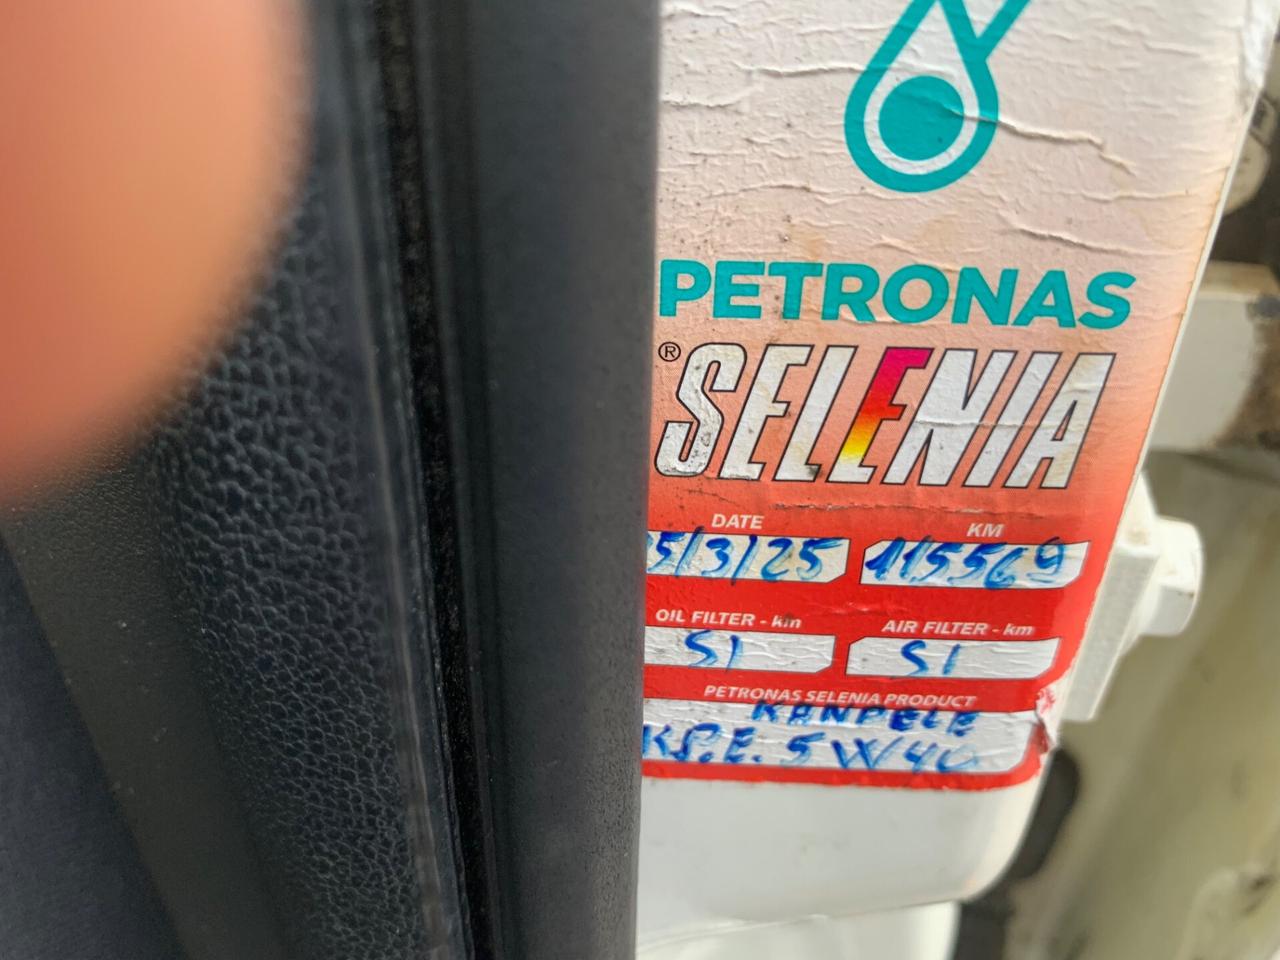 PETRONAS
® SELENIA
DATE KM
5/3/25 115569
OIL FILTER - km AIR FILTER - km
SI SI
PETRONAS SELENIA PRODUCT
KANPELE
5W40